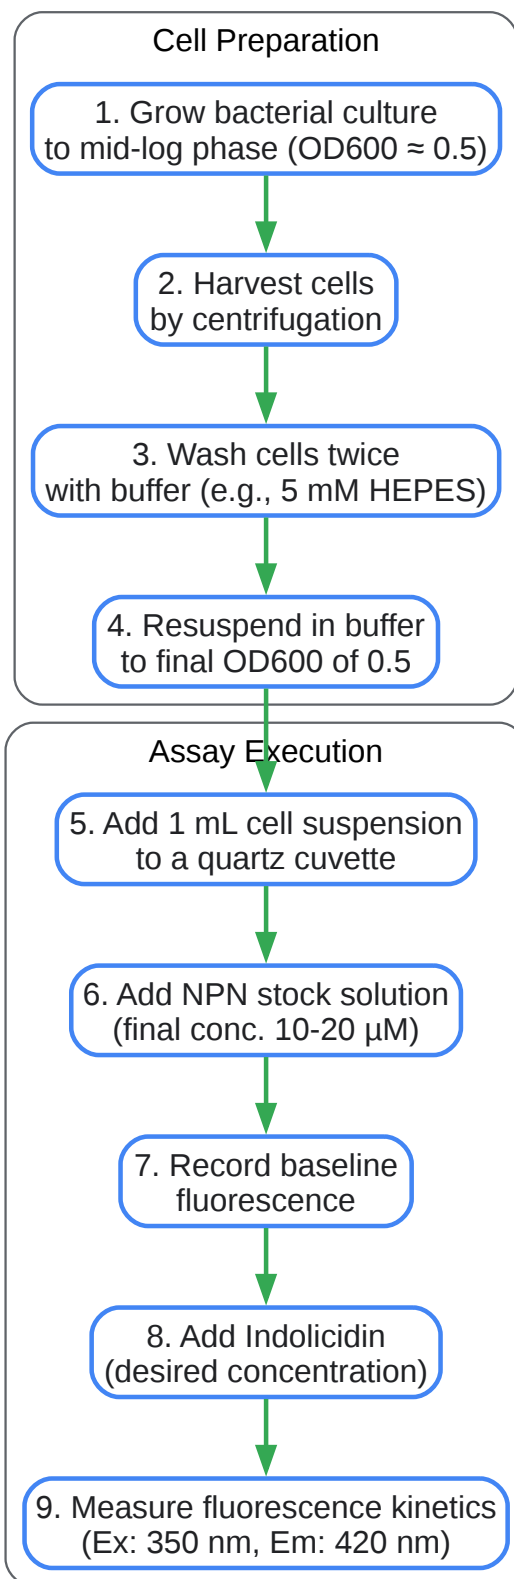 Cell Preparation
1. Grow bacterial culture
to mid-log phase (OD600 ≈ 0.5)
2. Harvest cells
by centrifugation
3. Wash cells twice
with buffer (e.g., 5 mM HEPES)
4. Resuspend in buffer
to final OD600 of 0.5
Assay Execution
5. Add 1 mL cell suspension
to a quartz cuvette
6. Add NPN stock solution
(final conc. 10-20 µM)
7. Record baseline
fluorescence
8. Add Indolicidin
(desired concentration)
9. Measure fluorescence kinetics
(Ex: 350 nm, Em: 420 nm)